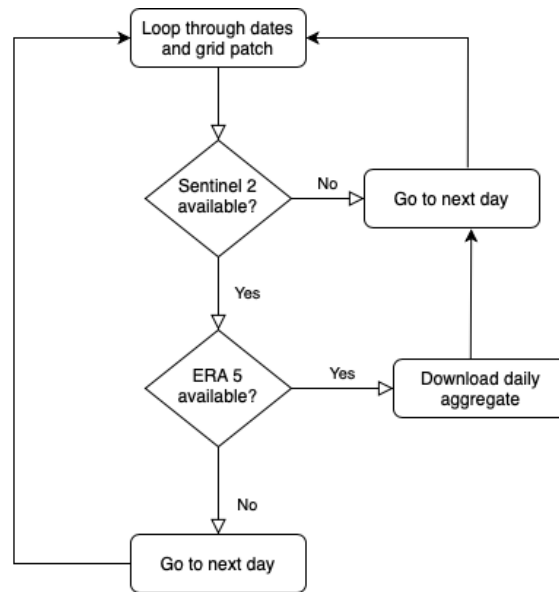 Loop through dates
and grid patch
Sentinel 2
available?
No
Go to next day
Yes
ERA 5
available?
Yes
Download daily
aggregate
No
Go to next day